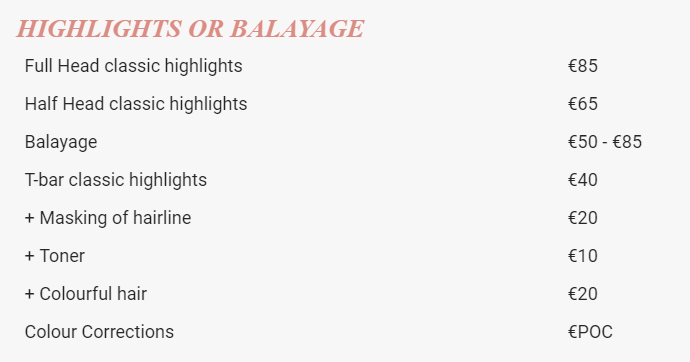 HIGHLIGHTS OR BALAYAGE
Full Head classic highlights €85
Half Head classic highlights €65
Balayage €50 - €85
T-bar classic highlights €40
+ Masking of hairline €20
+ Toner €10
+ Colourful hair €20
Colour Corrections €POC